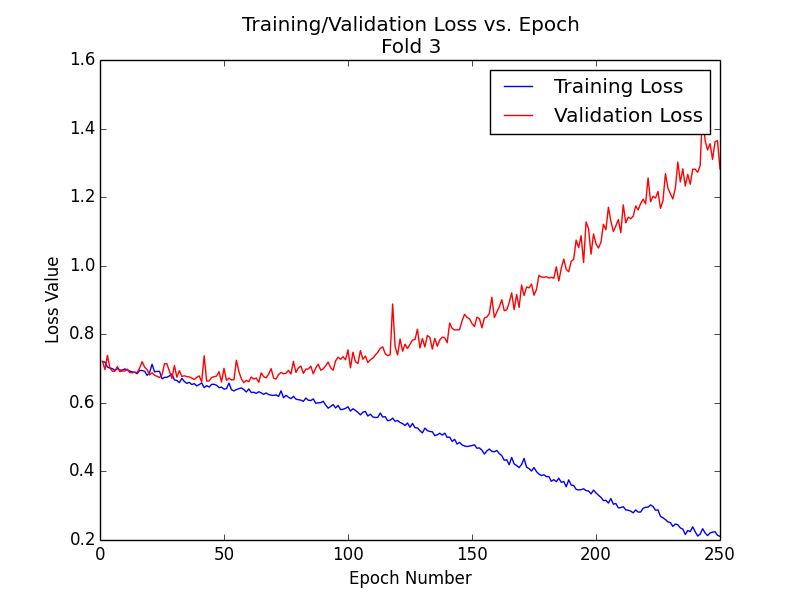 Training/Validation Loss vs. Epoch
Fold 3
Training Loss
Validation Loss
Loss Value
1.6
1.4
1.2
1.0
0.8
0.6
0.4
0.2
0 50 100 150 200 250
Epoch Number